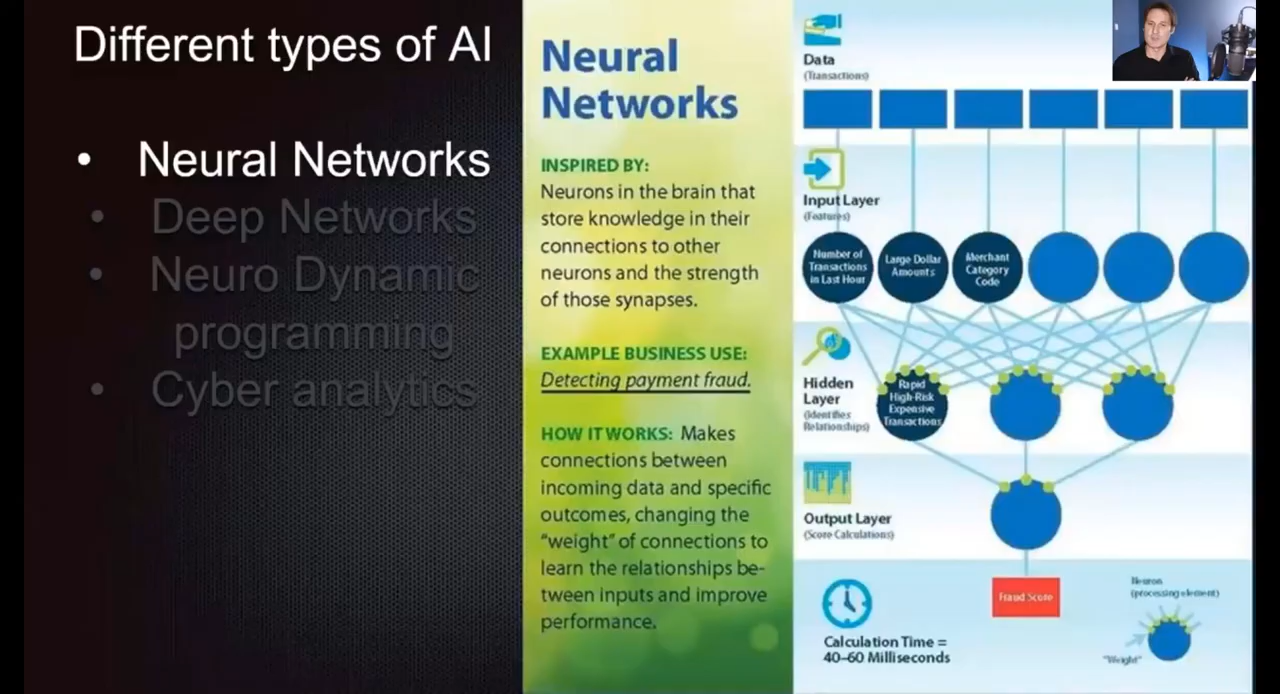 Different types of AI
• Neural Networks
• Deep Networks
• Neuro Dynamic
programming
• Cyber analytics
Neural
Networks
INSPIRED BY:
Neurons in the brain that
store knowledge in their
connections to other
neurons and the strength
of those synapses.
EXAMPLE BUSINESS USE:
Detecting payment fraud.
HOW IT WORKS: Makes
connections between
incoming data and specific
outcomes, changing the
"weight" of connections to
learn the relationships be-
tween inputs and improve
performance.
Data
(Transactions)
Input Layer
(Features)
Number of
Transactions
in Last Hour
Large Dollar
Amounts
Merchant
Category
Code
Hidden
Layer
(Identifies
Relationships)
Rapid
High-Risk
Expensive
Transactions
Output Layer
(Score Calculations)
Fraud Score
Calculation Time =
40–60 Milliseconds
Neuron
(processing element)
"Weight"